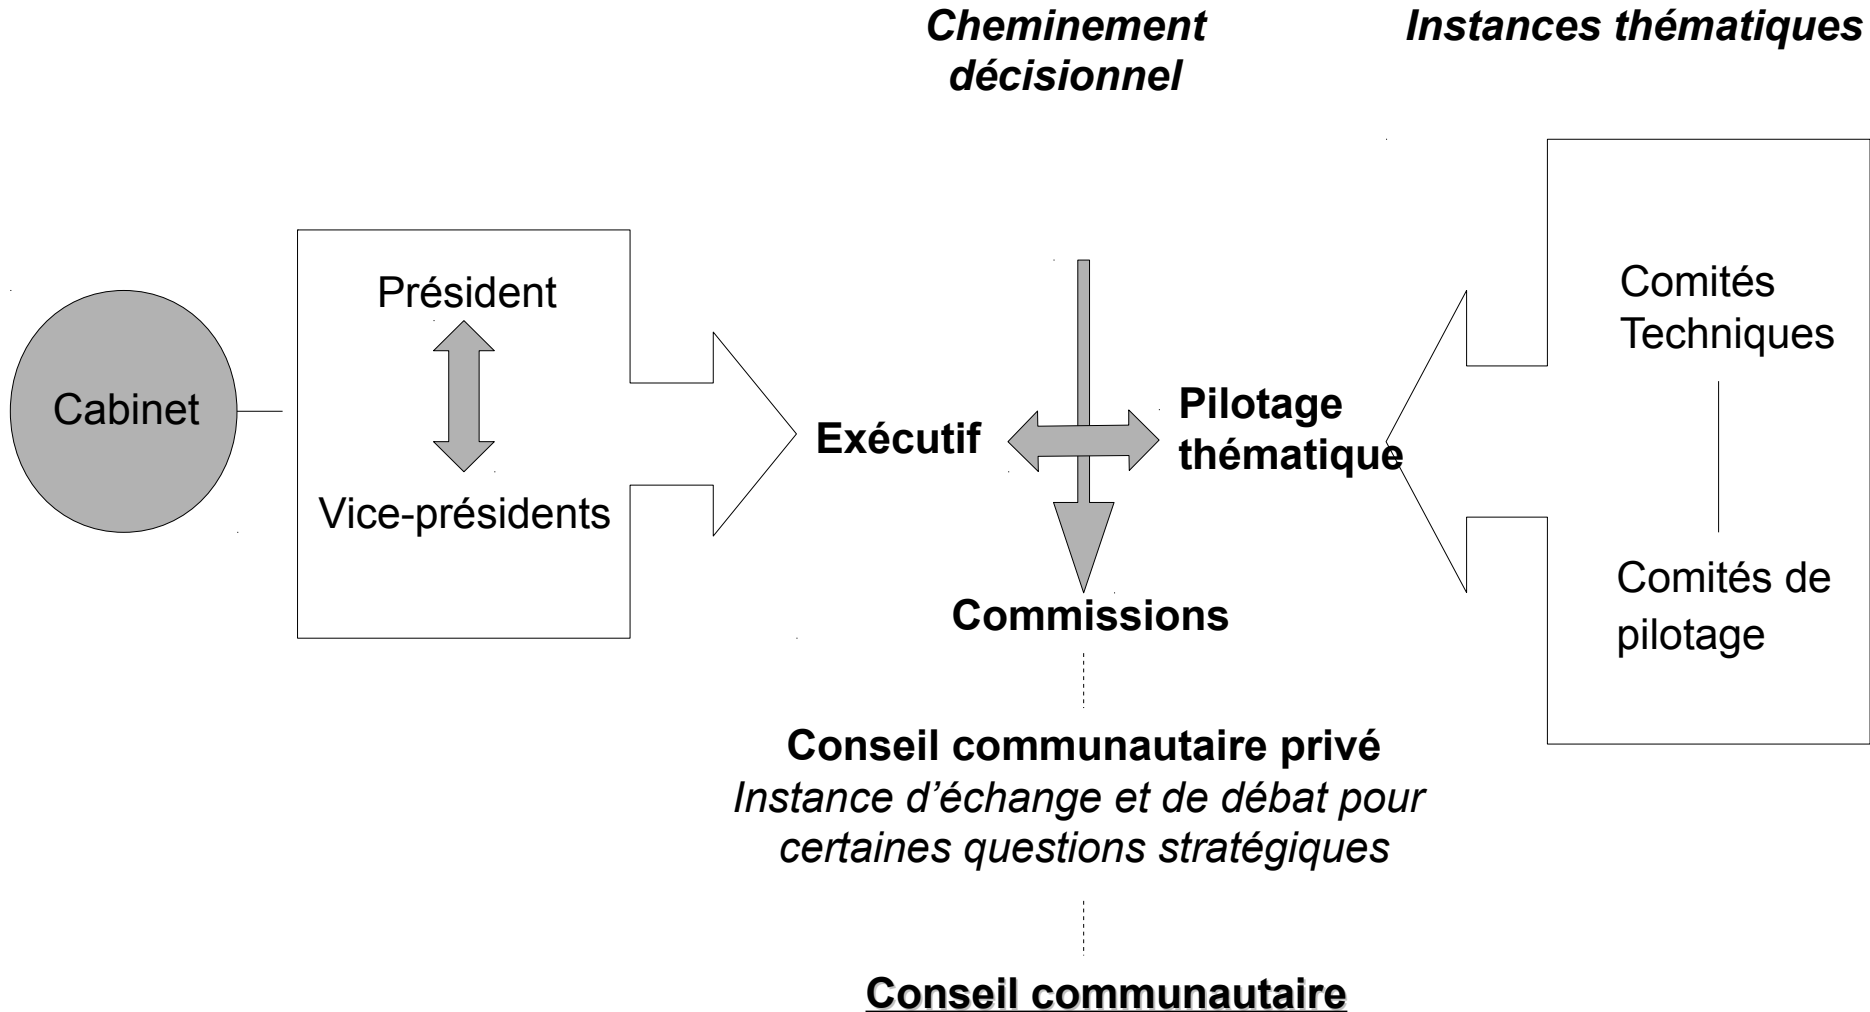 Cheminement
décisionnel
Instances thématiques
Cabinet
Président
Vice-présidents
Exécutif
Pilotage
thématique
Comités
Techniques
Comités de
pilotage
Commissions
Conseil communautaire privé
Instance d’échange et de débat pour
certaines questions stratégiques
Conseil communautaire